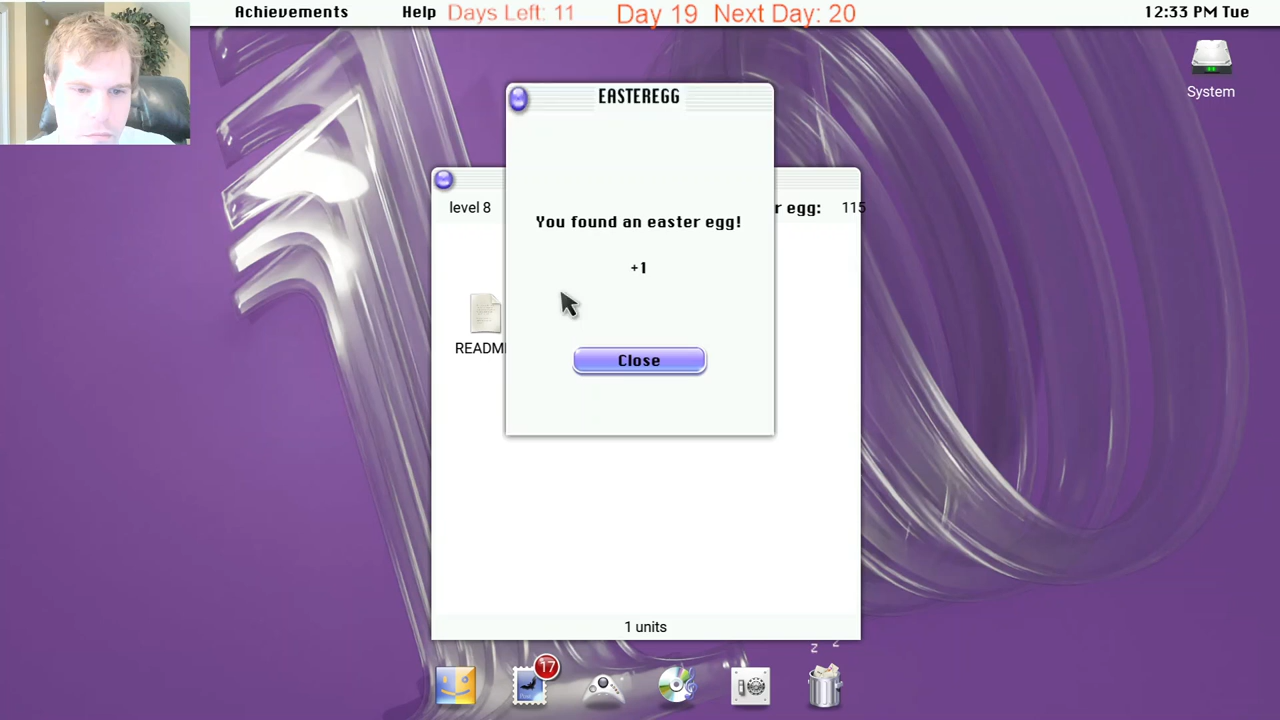 Achievements Help Days Left: 11 Day 19 Next Day: 20 12:33 PM Tue
System
EASTEREGG
level 8 r egg: 115
You found an easter egg!
+1
READM
Close
1 units
z z
17